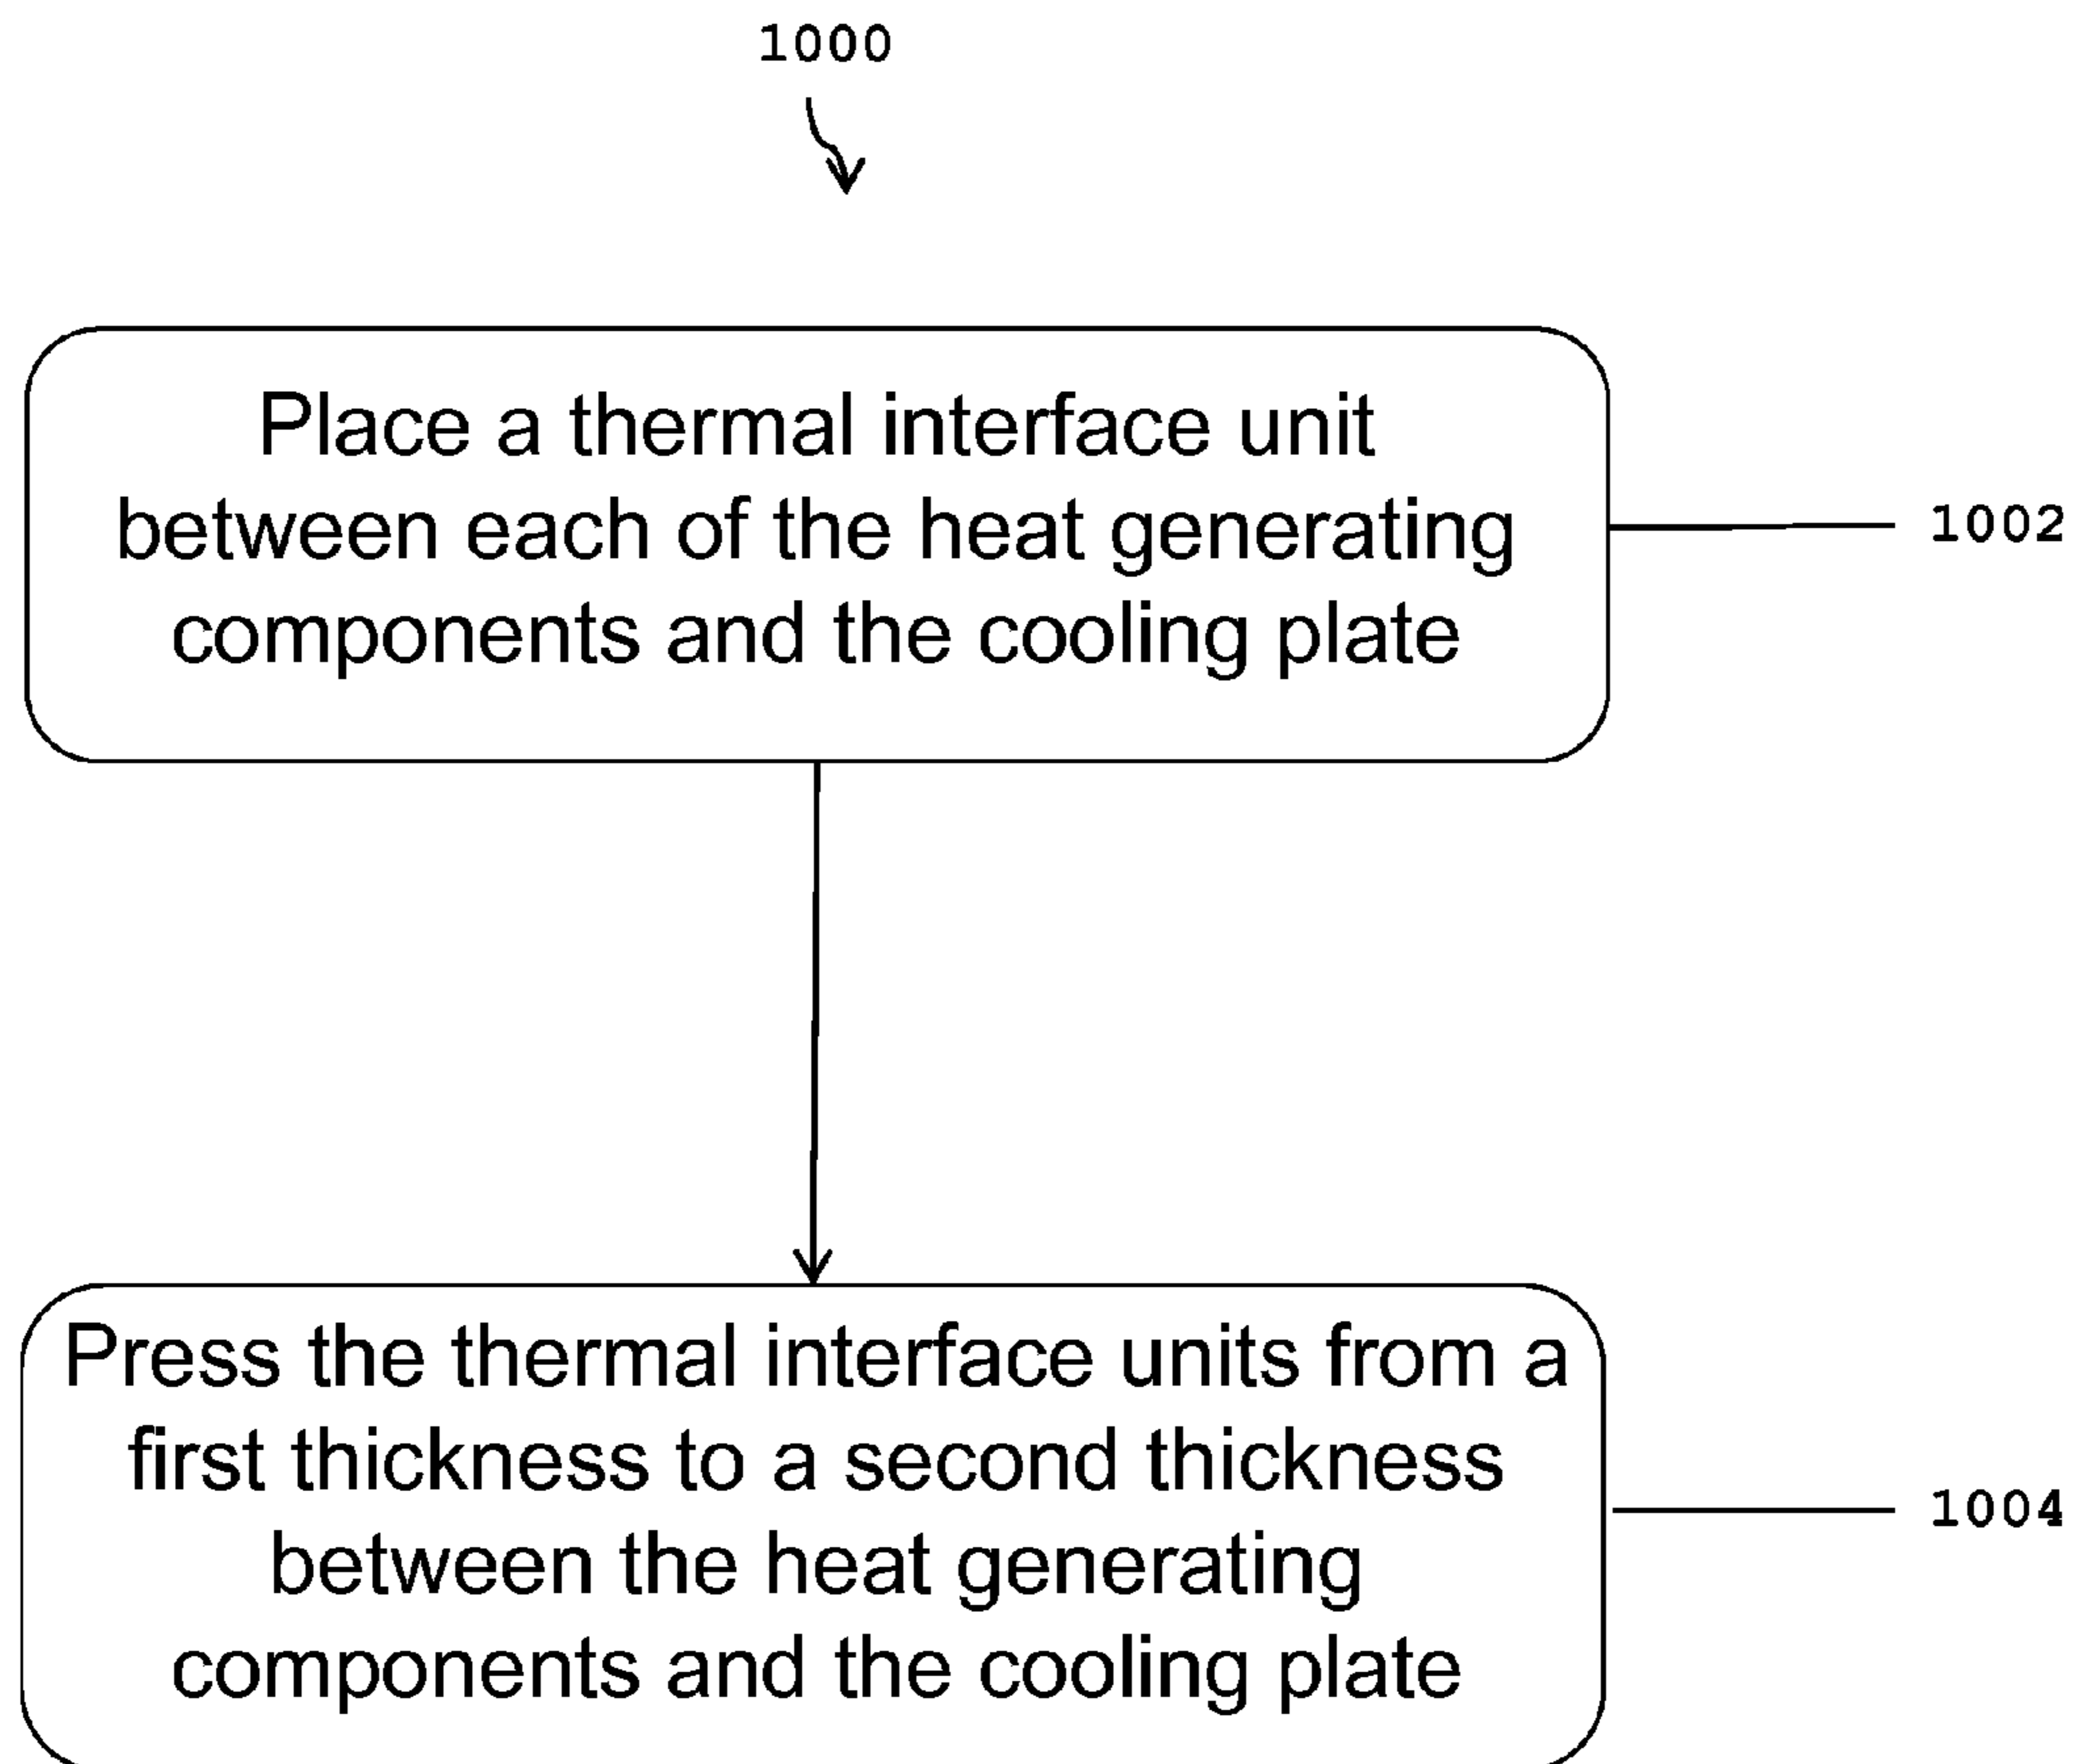 1000
Place a thermal interface unit
between each of the heat generating
components and the cooling plate
1002
Press the thermal interface units from a
first thickness to a second thickness
between the heat generating
components and the cooling plate
1004